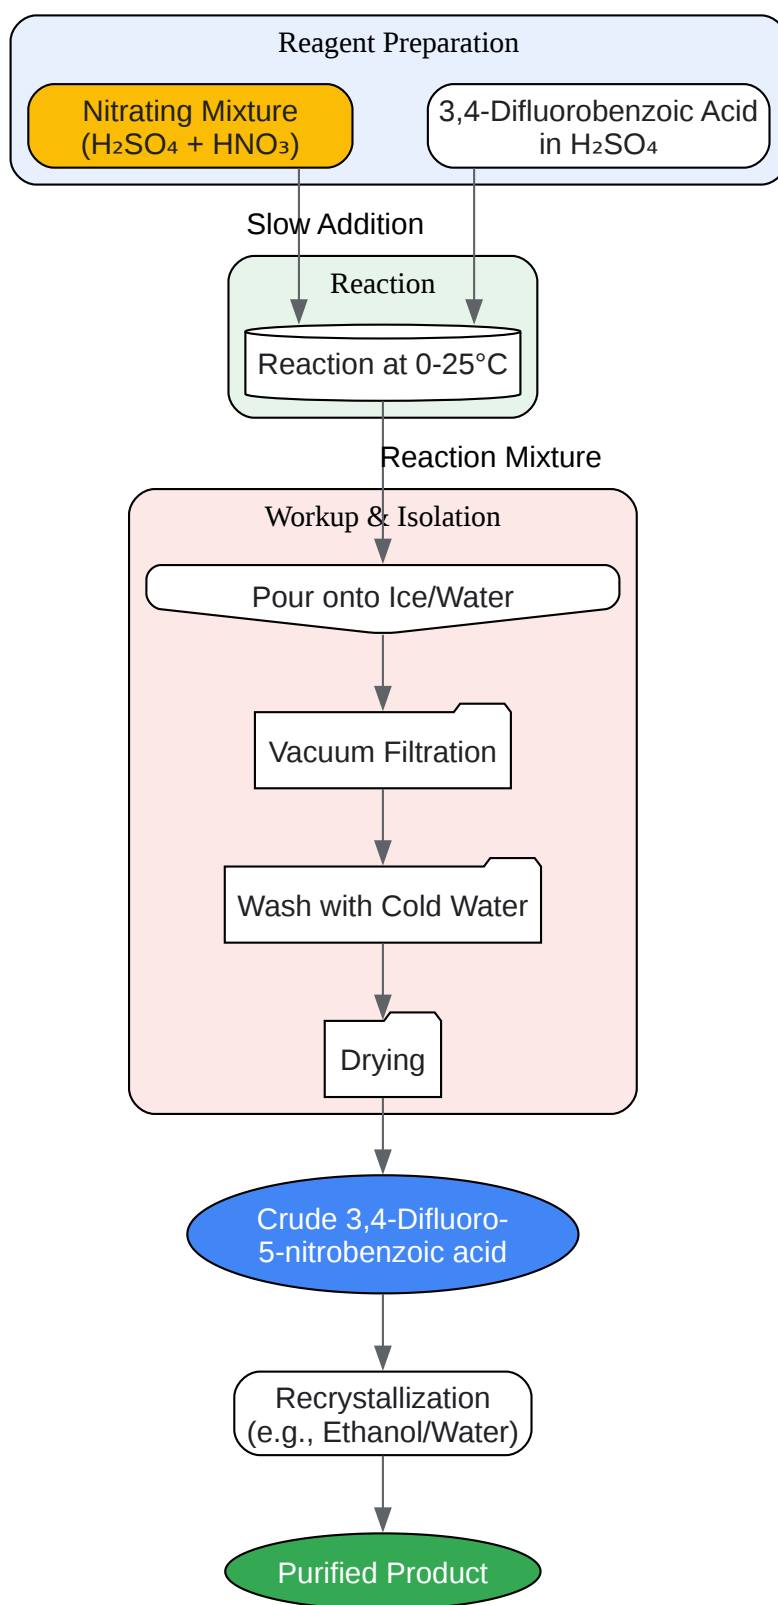 Reagent Preparation
Nitrating Mixture
(H₂SO₄ + HNO₃)
3,4-Difluorobenzoic Acid
in H₂SO₄
Slow Addition
Reaction
Reaction at 0-25°C
Reaction Mixture
Workup & Isolation
Pour onto Ice/Water
Vacuum Filtration
Wash with Cold Water
Drying
Crude 3,4-Difluoro-
5-nitrobenzoic acid
Recrystallization
(e.g., Ethanol/Water)
Purified Product